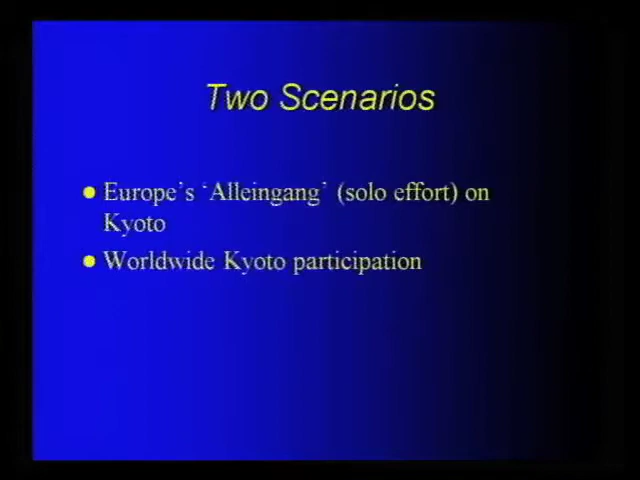 Two Scenarios
● Europe's ‘Alleingang’ (solo effort) on
Kyoto
● Worldwide Kyoto participation